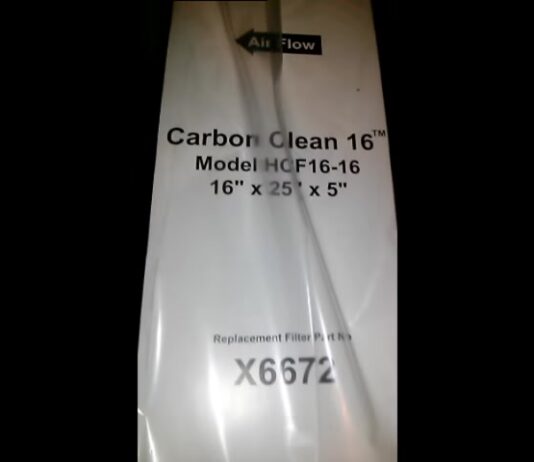 Air Flow
Carbon Clean 16™
Model HCF16-16
16" x 25" x 5"
Replacement Filter Part No
X6672